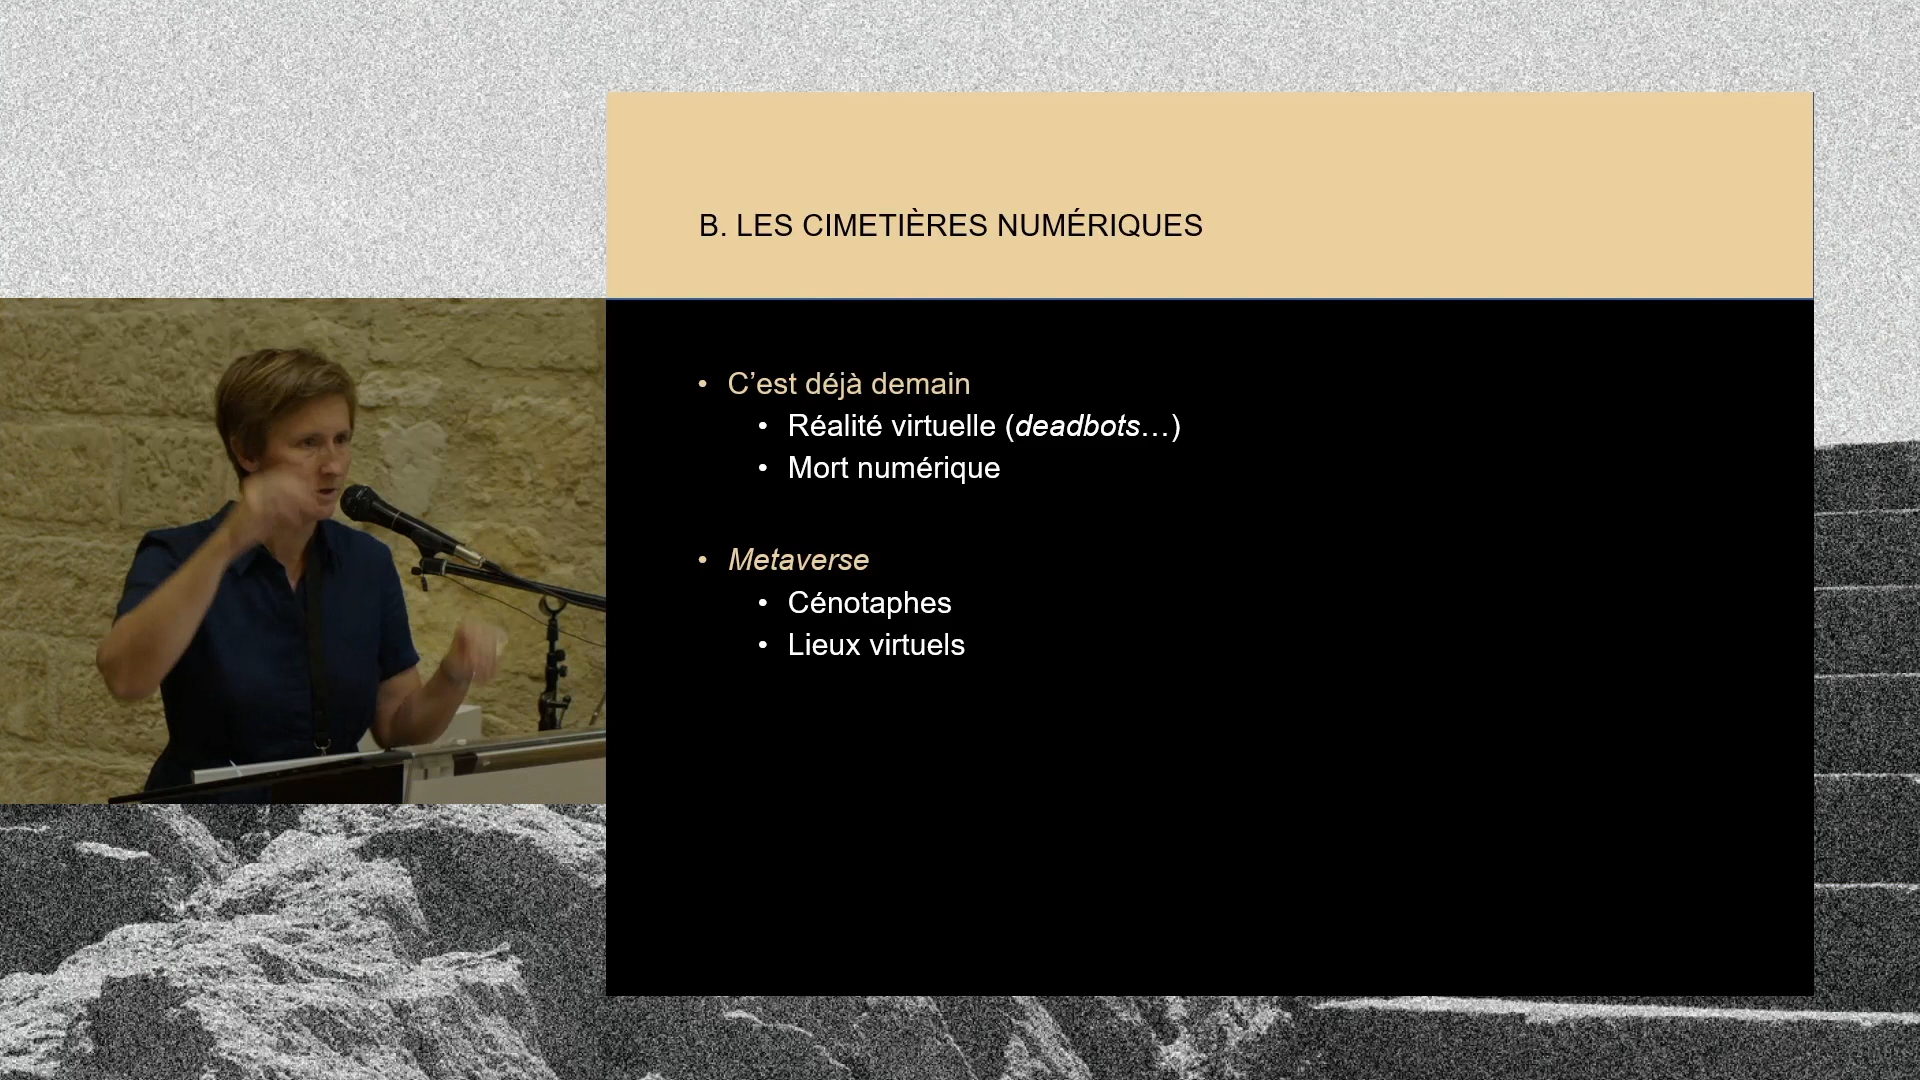 B. LES CIMETIÈRES NUMÉRIQUES
• C’est déjà demain
• Réalité virtuelle (deadbots…)
• Mort numérique
• Metaverse
• Cénotaphes
• Lieux virtuels